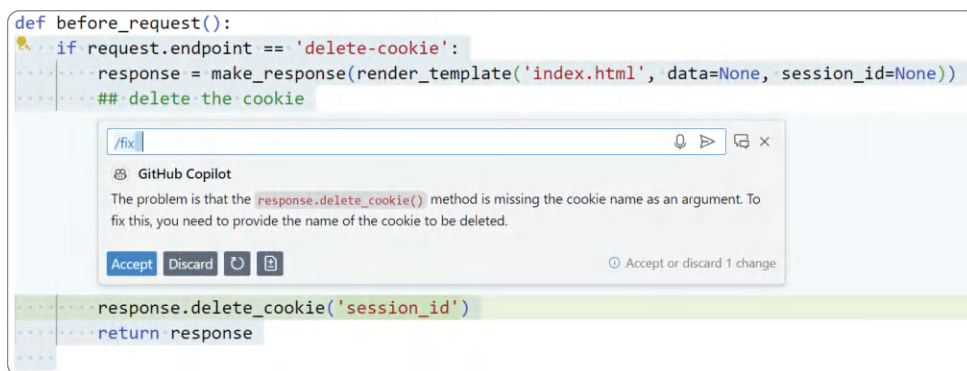 def before_request():
if request.endpoint == 'delete-cookie':
response = make_response(render_template('index.html', data=None, session_id=None))
## delete the cookie
/fix
GitHub Copilot
The problem is that the response.delete_cookie() method is missing the cookie name as an argument. To
fix this, you need to provide the name of the cookie to be deleted.
Accept Discard Accept or discard 1 change
response.delete_cookie('session_id')
return response